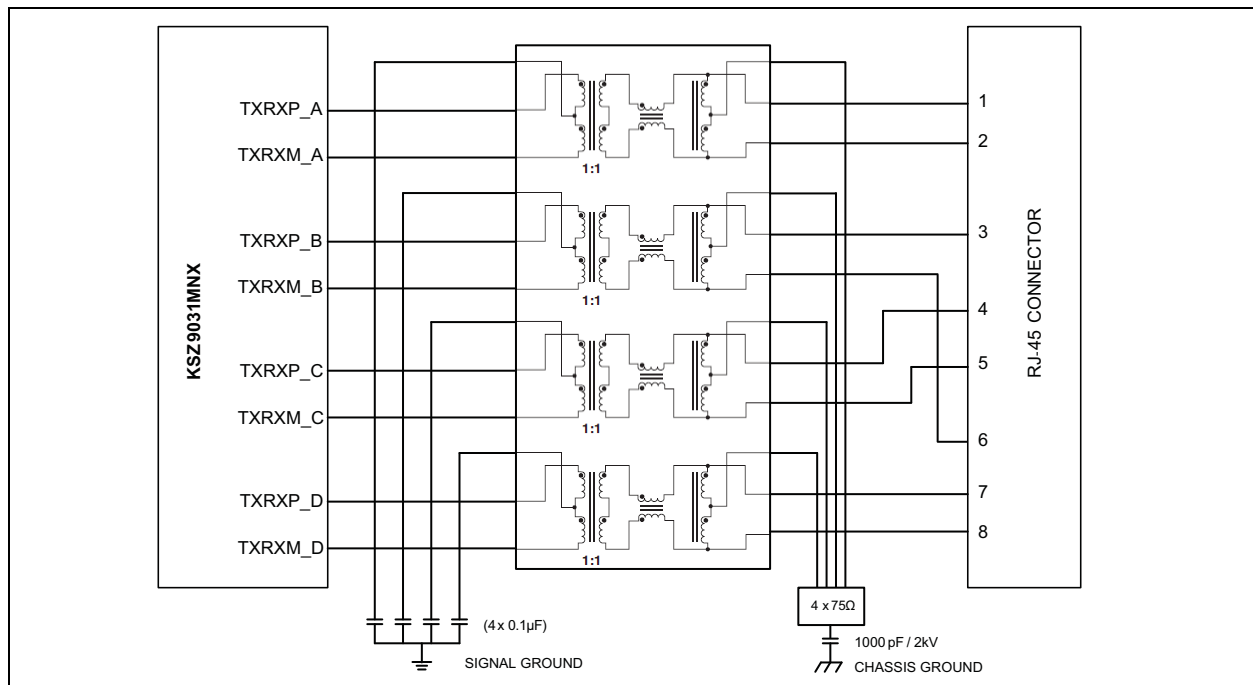 KSZ9031MNX
TXRXP_A
TXRXM_A
TXRXP_B
TXRXM_B
TXRXP_C
TXRXM_C
TXRXP_D
TXRXM_D
1:1
1:1
1:1
1:1
1
2
3
4
5
6
7
8
RJ-45 CONNECTOR
(4 x 0.1µF)
SIGNAL GROUND
4 x 75Ω
1000 pF / 2kV
CHASSIS GROUND